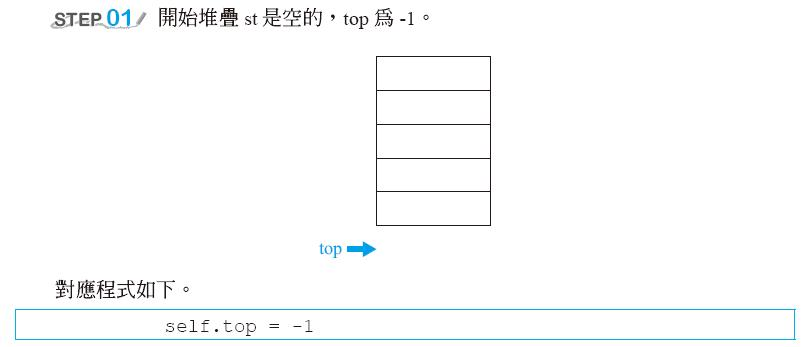 STEP 01 開始堆疊 st 是空的，top 爲 -1。
top
對應程式如下。
self.top = -1